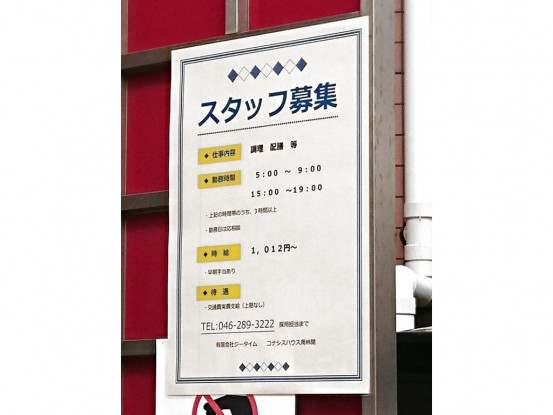 スタッフ募集
◆ 仕事内容 調理 配膳 等
◆ 勤務時間 5:00 ～ 9:00
15:00 ～19:00
・上記の時間帯のうち、3時間以上
・勤務日は応相談
◆ 時 給 1,012円～
・早朝手当あり
◆ 待 遇
・交通費実費支給（上限なし）
TEL:046-289-3222 採用担当まで
有限会社ジータイム コナシスハウス南林間